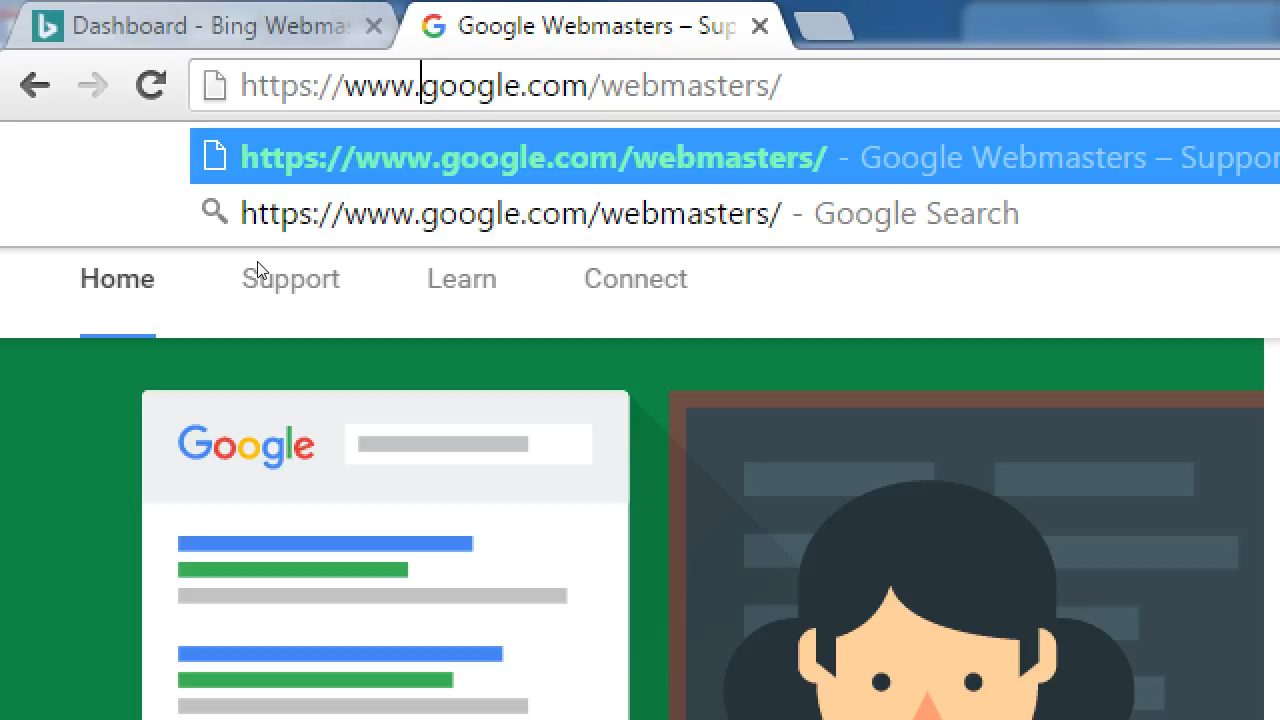 Dashboard - Bing Webma
Google Webmasters – Sup
https://www.google.com/webmasters/
https://www.google.com/webmasters/ - Google Webmasters – Suppor
https://www.google.com/webmasters/ - Google Search
Home Support Learn Connect
Google